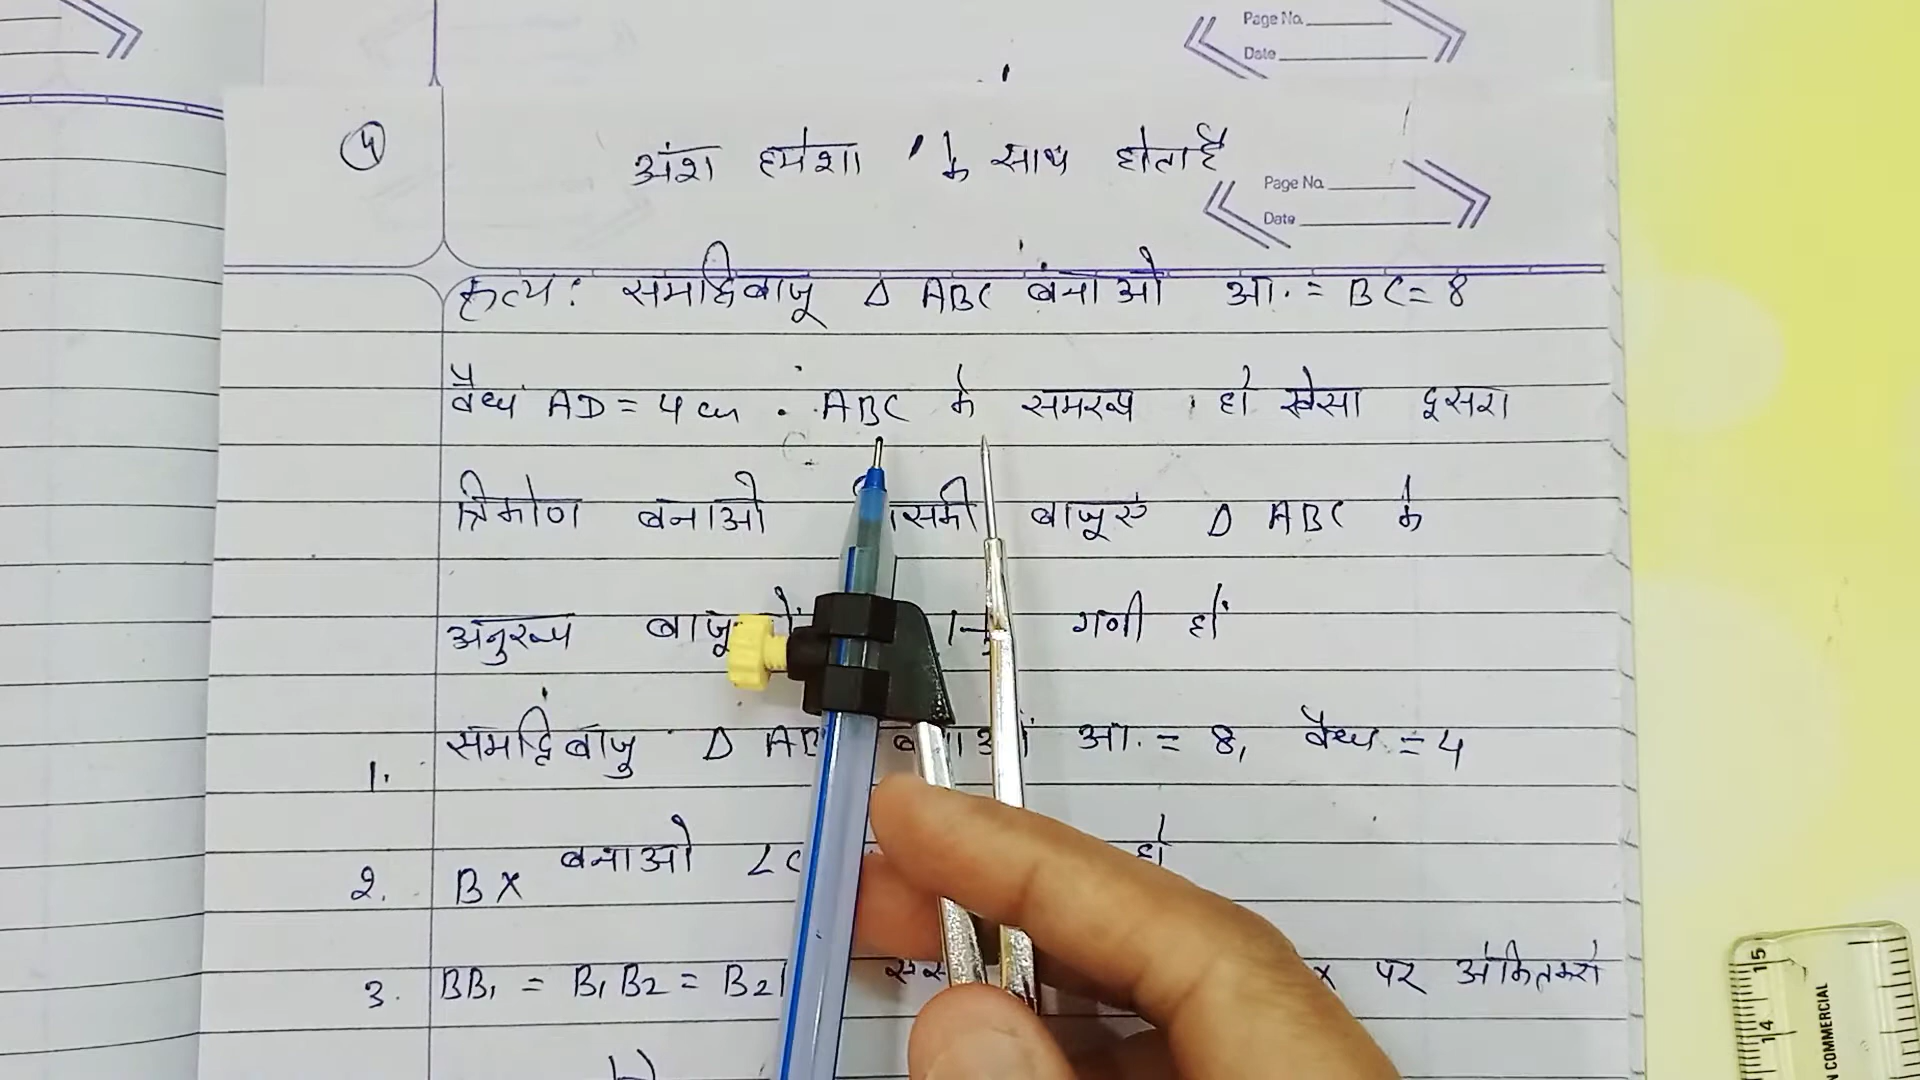 Page No.
Date
4
अंश हमेशा ' के साथ होता है
Page No.
Date
कृत्य: समद्विबाजू Δ ABC बनाओ आ. = BC = 8
वेध AD = 4 cm . ABC के समरूप हो ऐसा दूसरा
त्रिकोण बनाओ बाजूएँ Δ ABC के
अनुरूप गुनी हों
1. समद्विबाजु Δ आ. = 8, वेध = 4
2. BX बनाओ ∠C हो
3. BB₁ = B₁B₂ = B₂ पर अंकित करो
15
14
COMMERCIAL